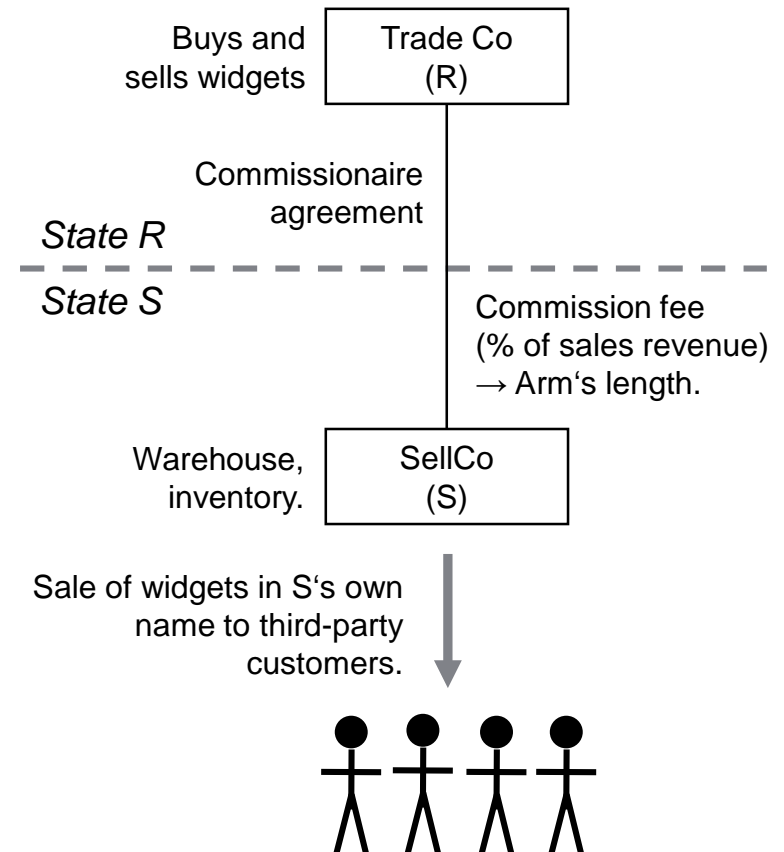 Buys and
sells widgets
Trade Co
(R)
Commissionaire
agreement
State R
State S
Commission fee
(% of sales revenue)
→ Arm‘s length.
Warehouse,
inventory.
SellCo
(S)
Sale of widgets in S‘s own
name to third-party
customers.